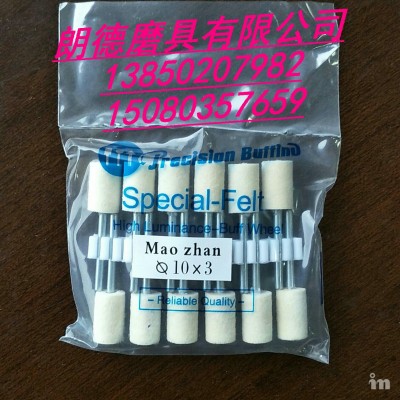 朗德磨具有限公司
13850207982
15080357659
Precision Buffing
Special-Felt
High Luminance-Buff Wheel
Mao zhan
Ø 10×3
– Reliable Quality –
im